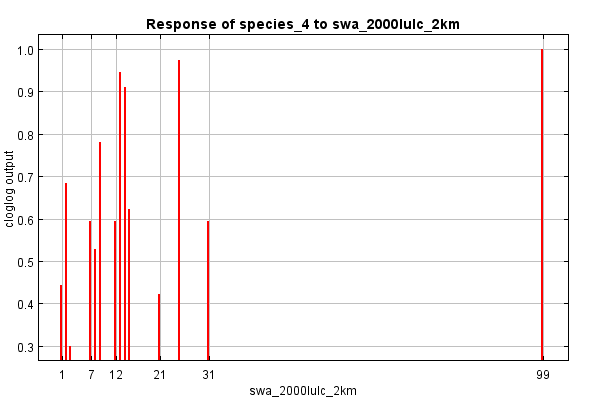 Response of species_4 to swa_2000lulc_2km
cloglog output
1.0
0.9
0.8
0.7
0.6
0.5
0.4
0.3
1 7 12 21 31 99
swa_2000lulc_2km